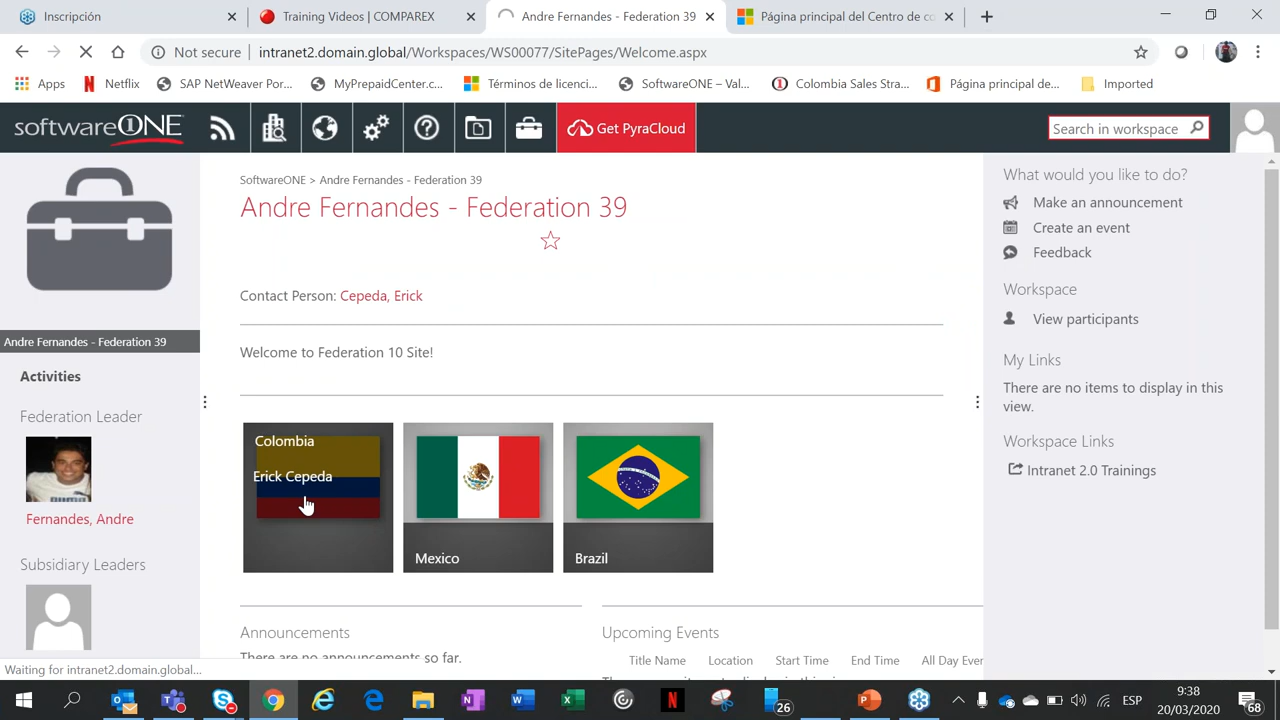 Inscripción
Training Videos | COMPAREX
Andre Fernandes - Federation 39
Página principal del Centro de co
Not secure
intranet2.domain.global/Workspaces/WS00077/SitePages/Welcome.aspx
Apps
Netflix
SAP NetWeaver Por...
MyPrepaidCenter.c...
Términos de licenci...
SoftwareONE – Val...
Colombia Sales Stra...
Página principal de...
Imported
softwareONE
Get PyraCloud
Search in workspace
SoftwareONE > Andre Fernandes - Federation 39
Andre Fernandes - Federation 39
Contact Person: Cepeda, Erick
Welcome to Federation 10 Site!
Andre Fernandes - Federation 39
Activities
Federation Leader
Fernandes, Andre
Subsidiary Leaders
Colombia
Erick Cepeda
Mexico
Brazil
Announcements
There are no announcements so far.
Upcoming Events
Title Name
Location
Start Time
End Time
All Day Even
What would you like to do?
Make an announcement
Create an event
Feedback
Workspace
View participants
My Links
There are no items to display in this
view.
Workspace Links
Intranet 2.0 Trainings
Waiting for intranet2.domain.global...
26
ESP
9:38
20/03/2020
68